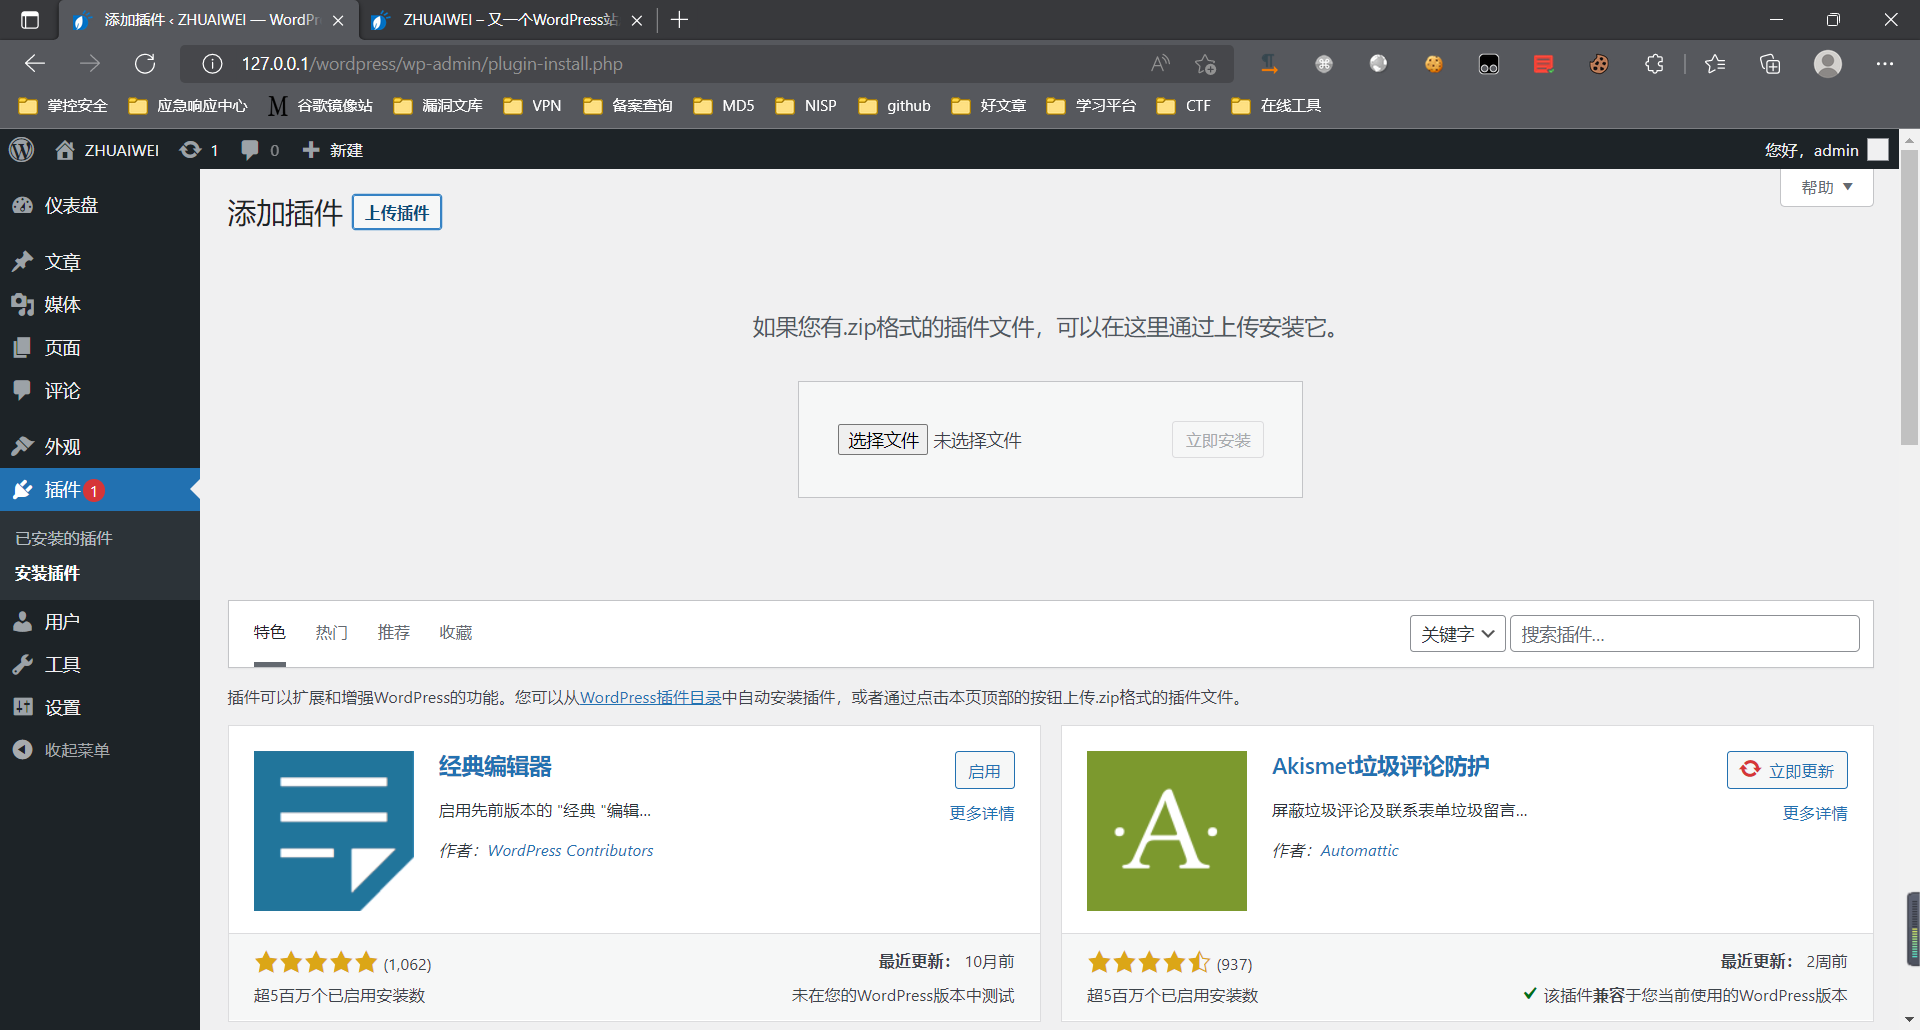 添加插件 ‹ ZHUAIWEI — WordPr
ZHUAIWEI – 又一个WordPress站
127.0.0.1/wordpress/wp-admin/plugin-install.php
掌控安全 应急响应中心 M 谷歌镜像站 漏洞文库 VPN 备案查询 MD5 NISP github 好文章 学习平台 CTF 在线工具
ZHUAIWEI 1 0 新建
您好，admin
帮助
仪表盘
文章
媒体
页面
评论
外观
插件 1
已安装的插件
安装插件
用户
工具
设置
收起菜单
添加插件 上传插件
如果您有.zip格式的插件文件，可以在这里通过上传安装它。
选择文件 未选择文件 立即安装
特色 热门 推荐 收藏
关键字 搜索插件...
插件可以扩展和增强WordPress的功能。您可以从WordPress插件目录中自动安装插件，或者通过点击本页顶部的按钮上传.zip格式的插件文件。
经典编辑器
启用
启用先前版本的 "经典 "编辑...
更多详情
作者：WordPress Contributors
(1,062)
最近更新： 10月前
超5百万个已启用安装数
未在您的WordPress版本中测试
Akismet垃圾评论防护
立即更新
屏蔽垃圾评论及联系表单垃圾留言...
更多详情
作者：Automattic
(937)
最近更新： 2周前
超5百万个已启用安装数
该插件兼容于您当前使用的WordPress版本